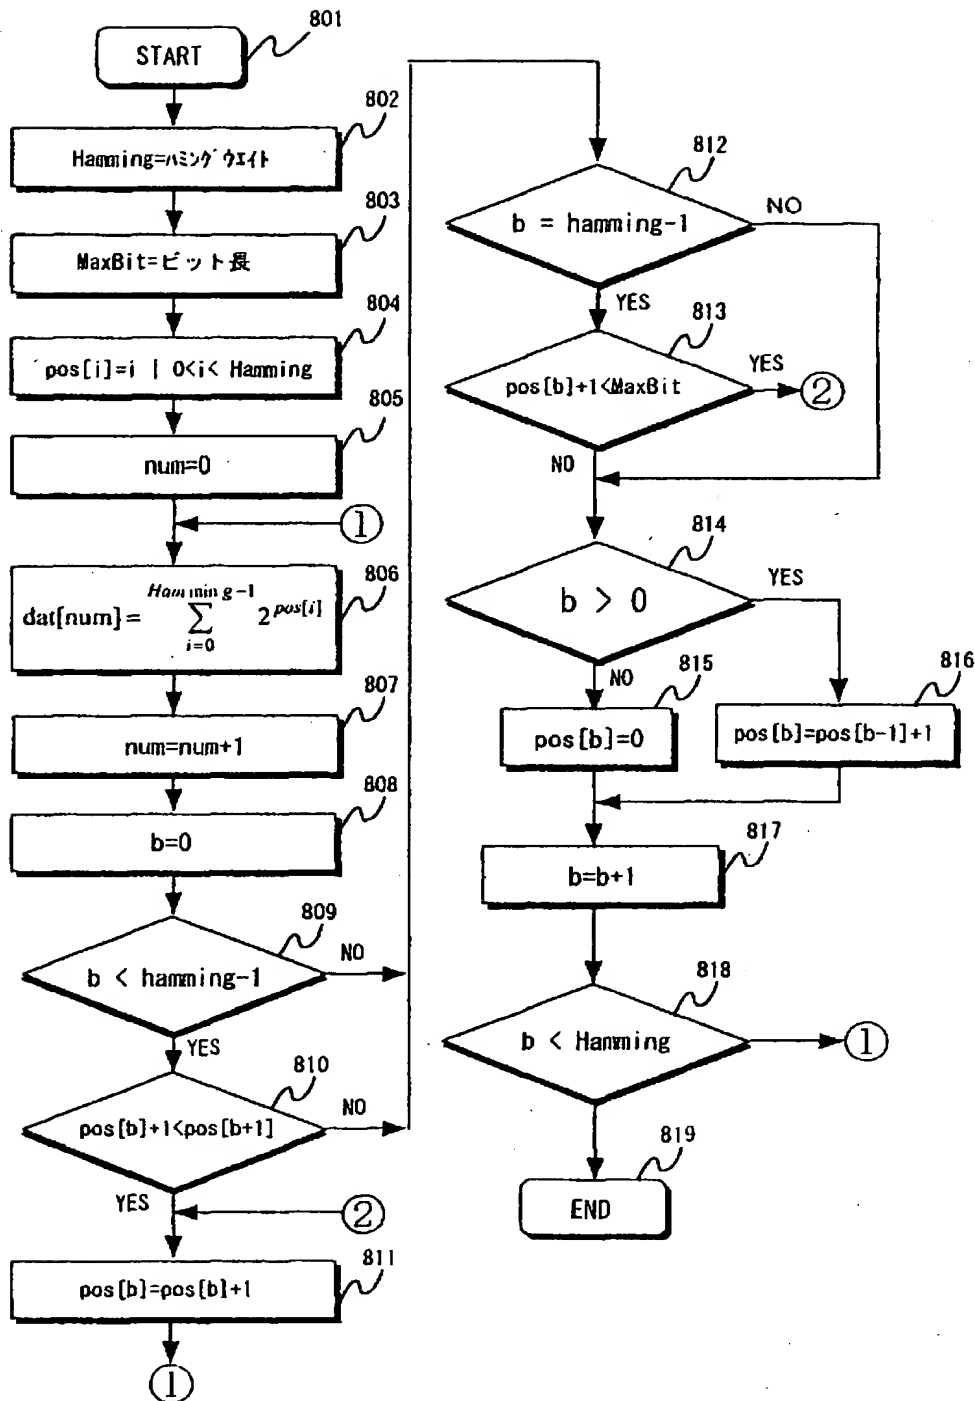 START
801
802
Hamming=ハミングウエイト
803
MaxBit=ビット長
804
pos[i]=i | 0<i< Hamming
805
num=0
①
806
dat[num]= Hamming-1 ∑ i=0 2^pos[i]
807
num=num+1
808
b=0
809
b < hamming-1
NO
YES
810
pos[b]+1<pos[b+1]
NO
YES
②
811
pos[b]=pos[b]+1
①
812
b = hamming-1
NO
YES
813
pos[b]+1<MaxBit
YES
②
NO
814
b > 0
YES
NO
815
pos[b]=0
816
pos[b]=pos[b-1]+1
817
b=b+1
818
b < Hamming
①
819
END